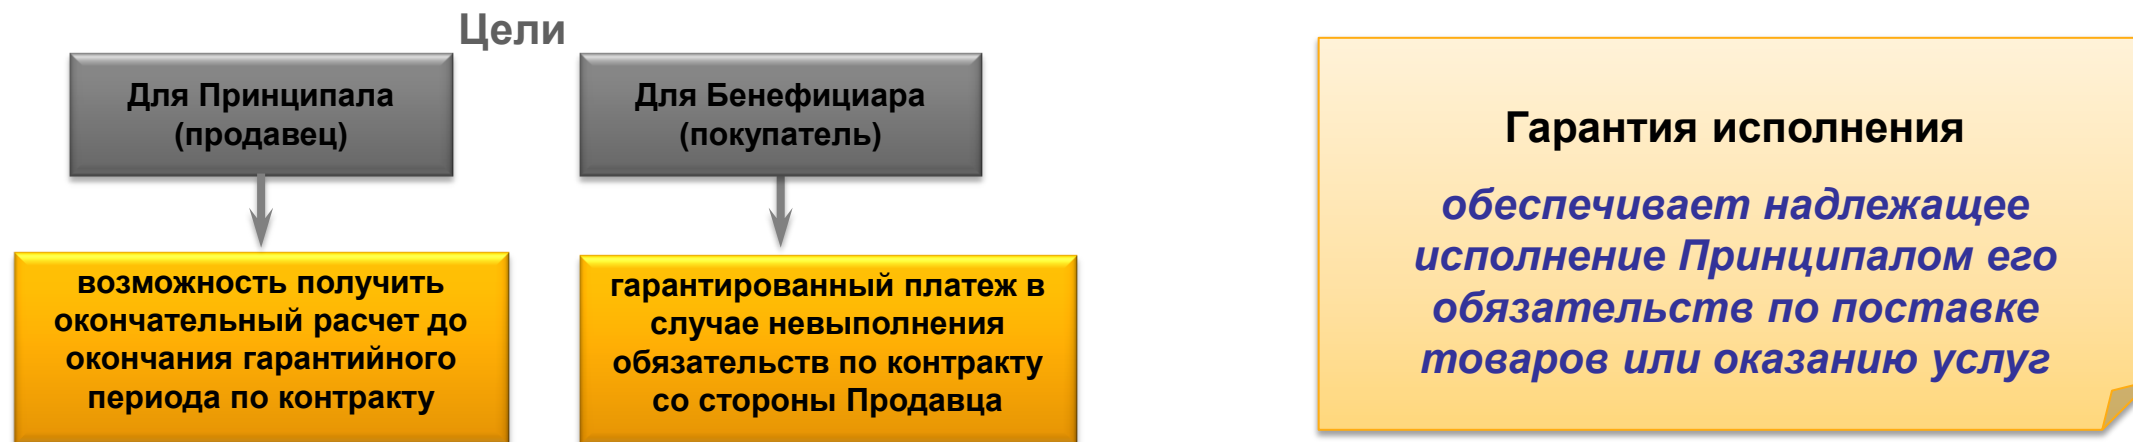 Цели
Для Принципала
(продавец)
возможность получить
окончательный расчет до
окончания гарантийного
периода по контракту
Для Бенефициара
(покупатель)
гарантированный платеж в
случае невыполнения
обязательств по контракту
со стороны Продавца
Гарантия исполнения
обеспечивает надлежащее
исполнение Принципалом его
обязательств по поставке
товаров или оказанию услуг